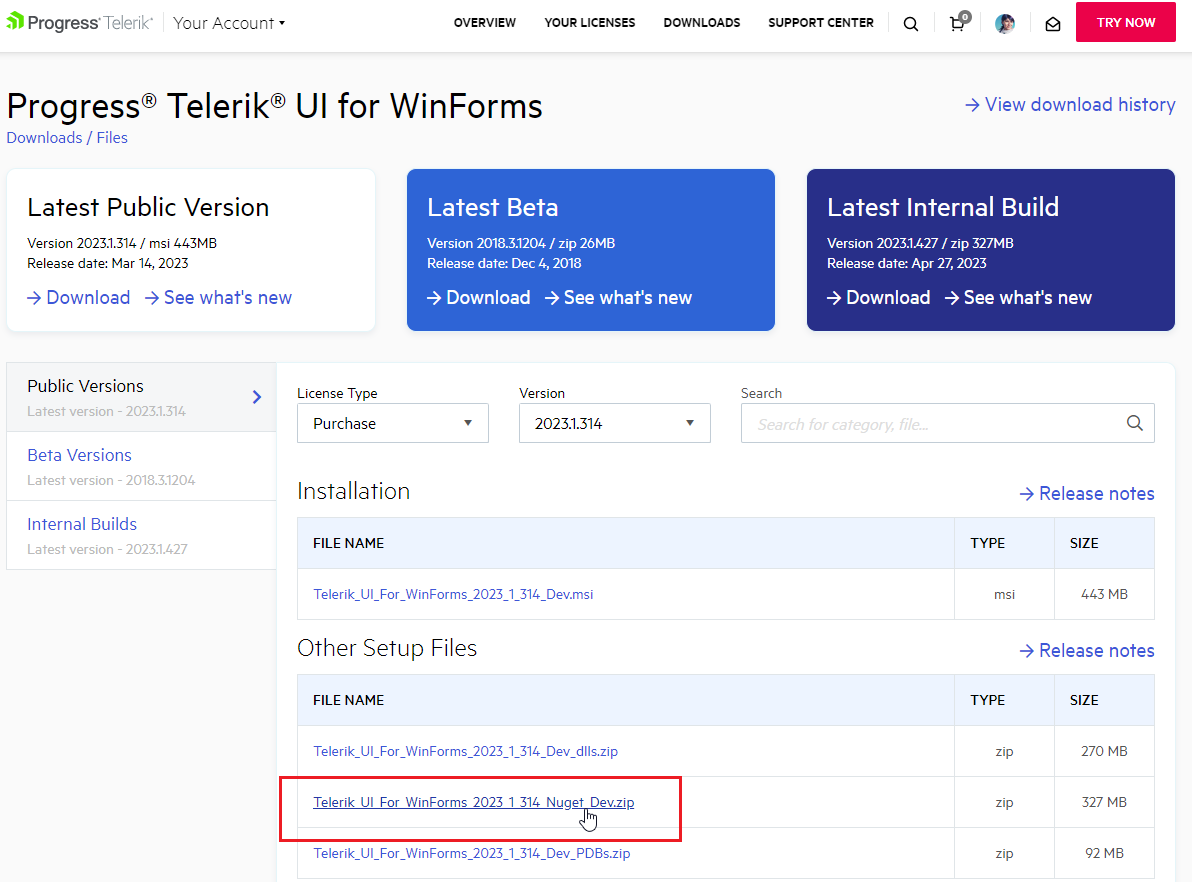 Progress® Telerik® Your Account OVERVIEW YOUR LICENSES DOWNLOADS SUPPORT CENTER 0 TRY NOW
Progress® Telerik® UI for WinForms
View download history
Downloads / Files
Latest Public Version
Version 2023.1.314 / msi 443MB
Release date: Mar 14, 2023
Download See what's new
Latest Beta
Version 2018.3.1204 / zip 26MB
Release date: Dec 4, 2018
Download See what's new
Latest Internal Build
Version 2023.1.427 / zip 327MB
Release date: Apr 27, 2023
Download See what's new
Public Versions
Latest version - 2023.1.314
Beta Versions
Latest version - 2018.3.1204
Internal Builds
Latest version - 2023.1.427
License Type Version Search
Purchase 2023.1.314 Search for category, file...
Installation Release notes
FILE NAME TYPE SIZE
Telerik_UI_For_WinForms_2023_1_314_Dev.msi msi 443 MB
Other Setup Files Release notes
FILE NAME TYPE SIZE
Telerik_UI_For_WinForms_2023_1_314_Dev_dlls.zip zip 270 MB
Telerik_UI_For_WinForms_2023_1_314_Nuget_Dev.zip zip 327 MB
Telerik_UI_For_WinForms_2023_1_314_Dev_PDBs.zip zip 92 MB